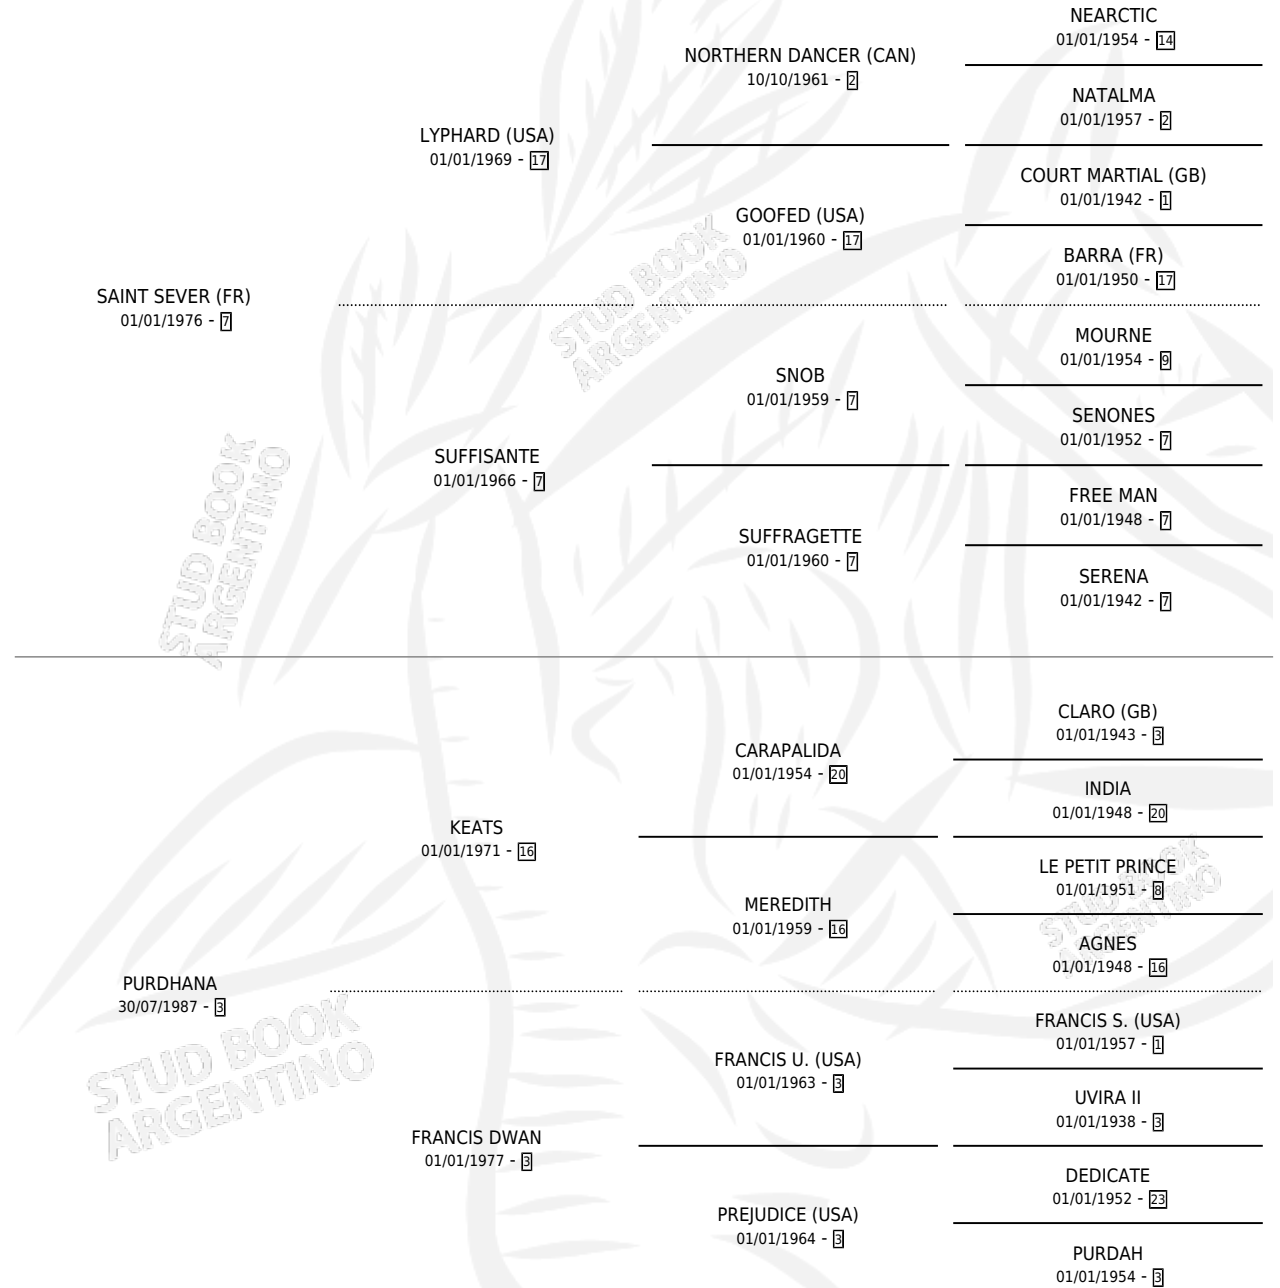 NEARCTIC
01/01/1954 - 14
NORTHERN DANCER (CAN)
10/10/1961 - 2
NATALMA
01/01/1957 - 2
LYPHARD (USA)
01/01/1969 - 17
COURT MARTIAL (GB)
01/01/1942 - 1
GOOFED (USA)
01/01/1960 - 17
BARRA (FR)
01/01/1950 - 17
SAINT SEVER (FR)
01/01/1976 - 7
MOURNE
01/01/1954 - 9
SNOB
01/01/1959 - 7
SENONES
01/01/1952 - 7
SUFFISANTE
01/01/1966 - 7
FREE MAN
01/01/1948 - 7
SUFFRAGETTE
01/01/1960 - 7
SERENA
01/01/1942 - 7
CLARO (GB)
01/01/1943 - 3
CARAPALIDA
01/01/1954 - 20
INDIA
01/01/1948 - 20
KEATS
01/01/1971 - 16
LE PETIT PRINCE
01/01/1951 - 8
MEREDITH
01/01/1959 - 16
AGNES
01/01/1948 - 16
PURDHANA
30/07/1987 - 3
FRANCIS S. (USA)
01/01/1957 - 1
FRANCIS U. (USA)
01/01/1963 - 3
UVIRA II
01/01/1938 - 3
FRANCIS DWAN
01/01/1977 - 3
DEDICATE
01/01/1952 - 23
PREJUDICE (USA)
01/01/1964 - 3
PURDAH
01/01/1954 - 3
STUD BOOK
ARGENTINO
STUD BOOK
ARGENTINO
STUD BOOK
ARGENTINO
STUD BOOK
ARGENTINO